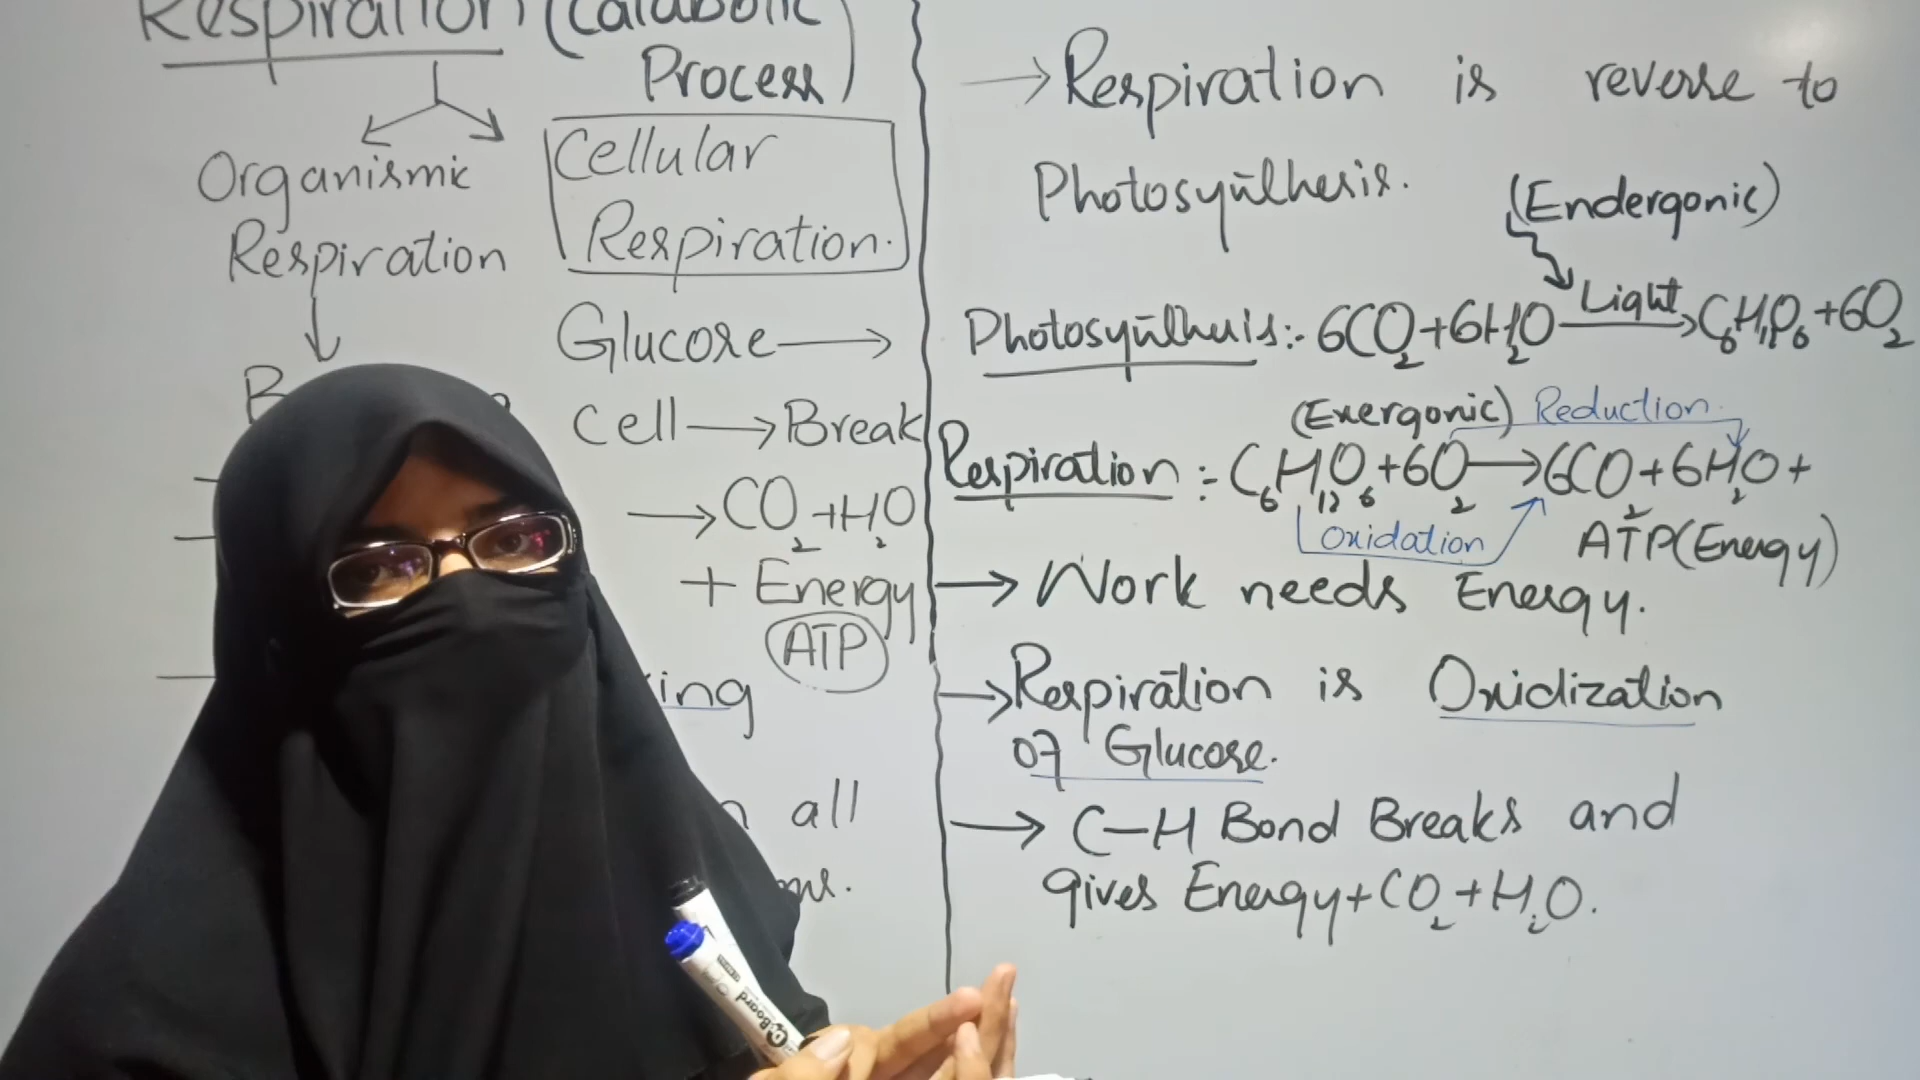 Respiration (Catabolic
Process)
Organismic
Respiration
Cellular
Respiration.
Glucose →
Cell → Break
→ CO₂ + H₂O
+ Energy
ATP
all
→ Respiration is reverse to
Photosynthesis.
(Endergonic)
Photosynthesis:- 6CO₂ + 6H₂O Light→ C₆H₁₂O₆ + 6O₂
(Exergonic) Reduction
Respiration:- C₆H₁₂O₆ + 6O₂ → 6CO₂ + 6H₂O +
Oxidation ATP (Energy)
→ Work needs Energy.
→ Respiration is Oxidization
of Glucose.
→ C-H Bond Breaks and
gives Energy + CO₂ + H₂O.
Board